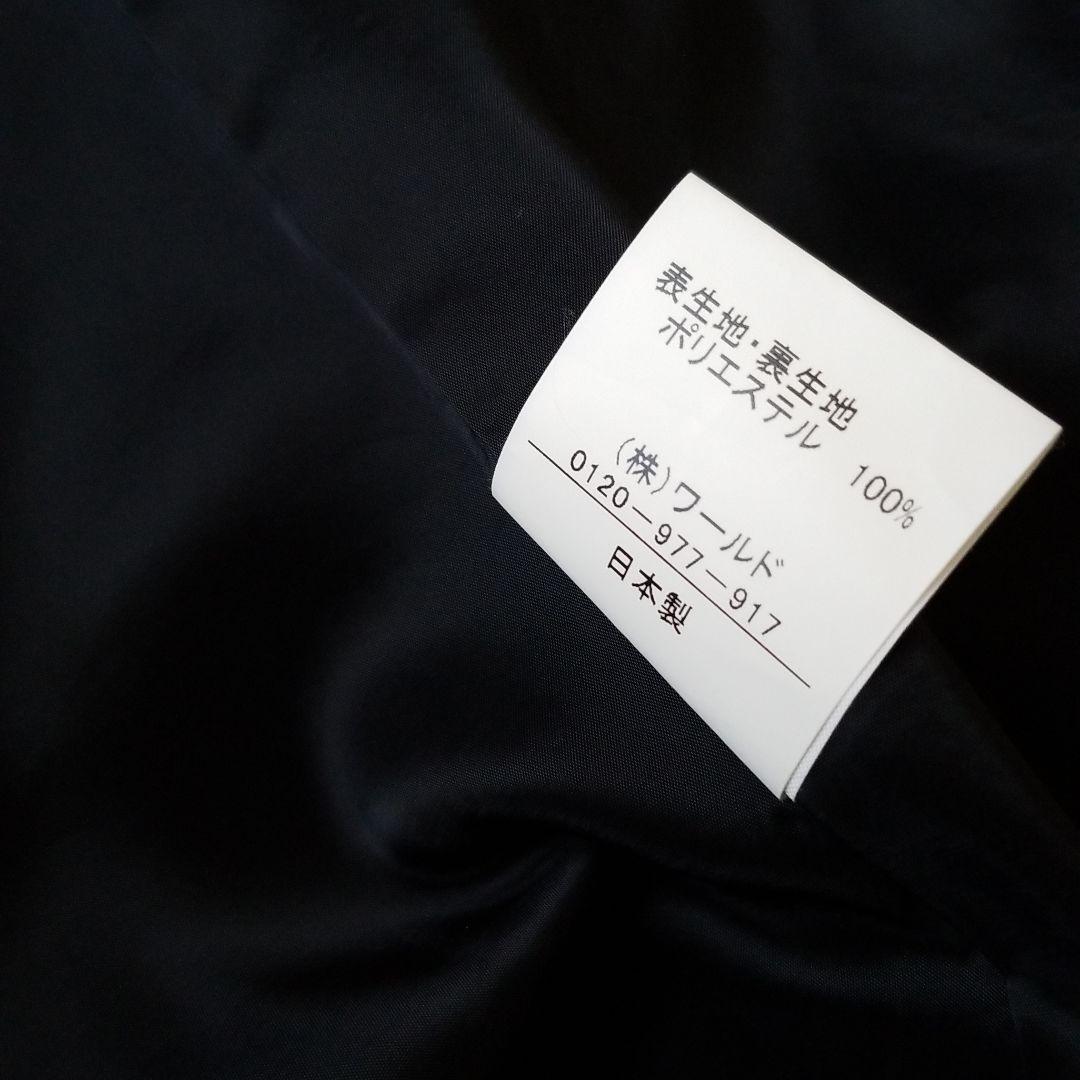 表生地・裏生地
ポリエステル 100%
(株)ワールド
0120-977-917
日本製